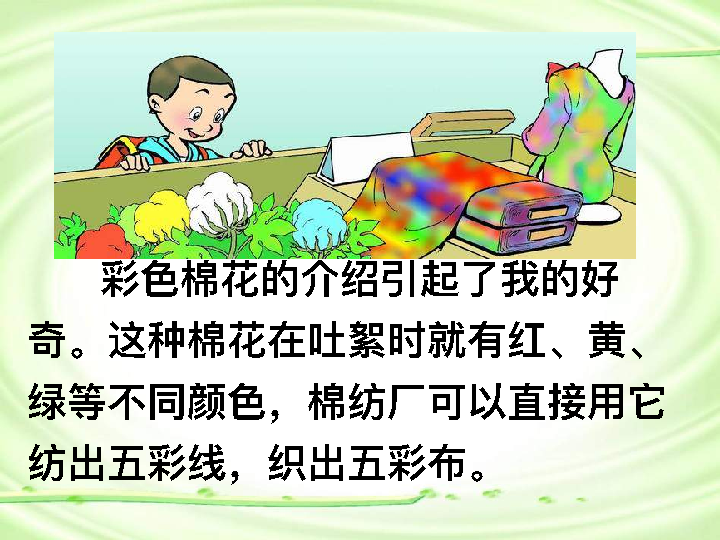 彩色棉花的介绍引起了我的好
奇。这种棉花在吐絮时就有红、黄、
绿等不同颜色，棉纺厂可以直接用它
纺出五彩线，织出五彩布。